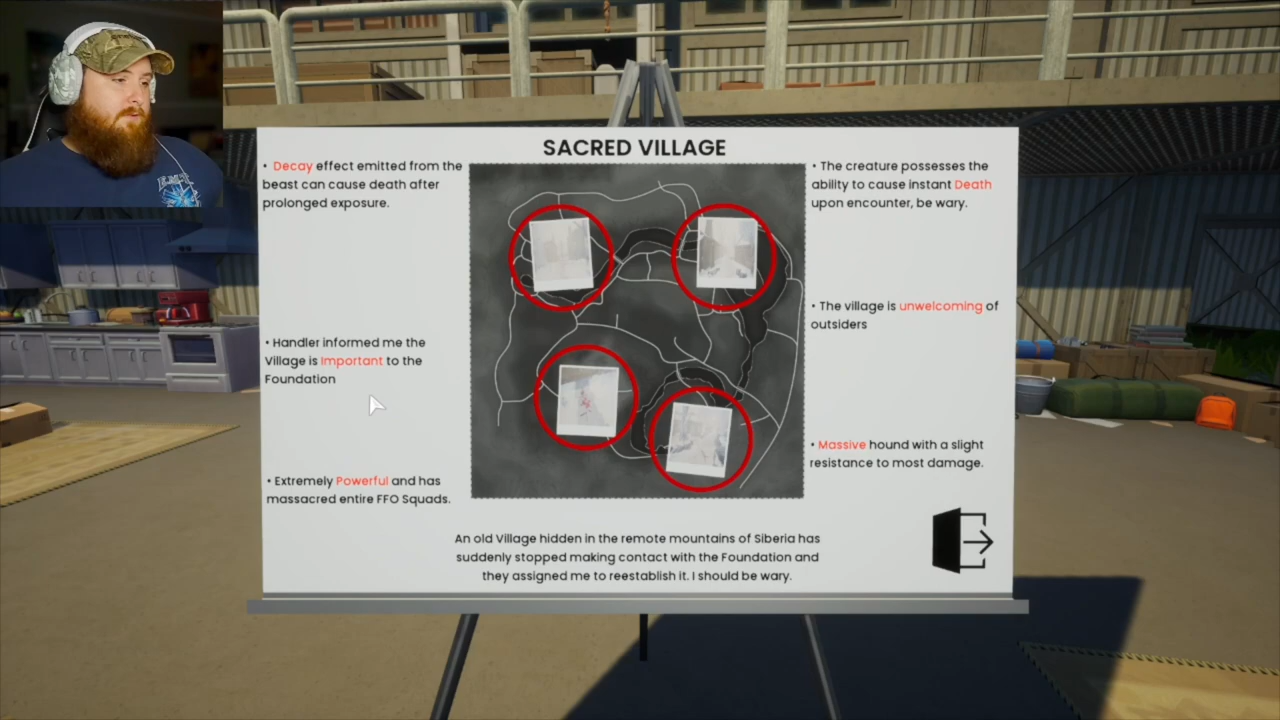 SACRED VILLAGE
• Decay effect emitted from the
beast can cause death after
prolonged exposure.
• Handler informed me the
Village is Important to the
Foundation
• Extremely Powerful and has
massacred entire FFO Squads.
• The creature possesses the
ability to cause instant Death
upon encounter, be wary.
• The village is unwelcoming of
outsiders
• Massive hound with a slight
resistance to most damage.
An old Village hidden in the remote mountains of Siberia has
suddenly stopped making contact with the Foundation and
they assigned me to reestablish it. I should be wary.